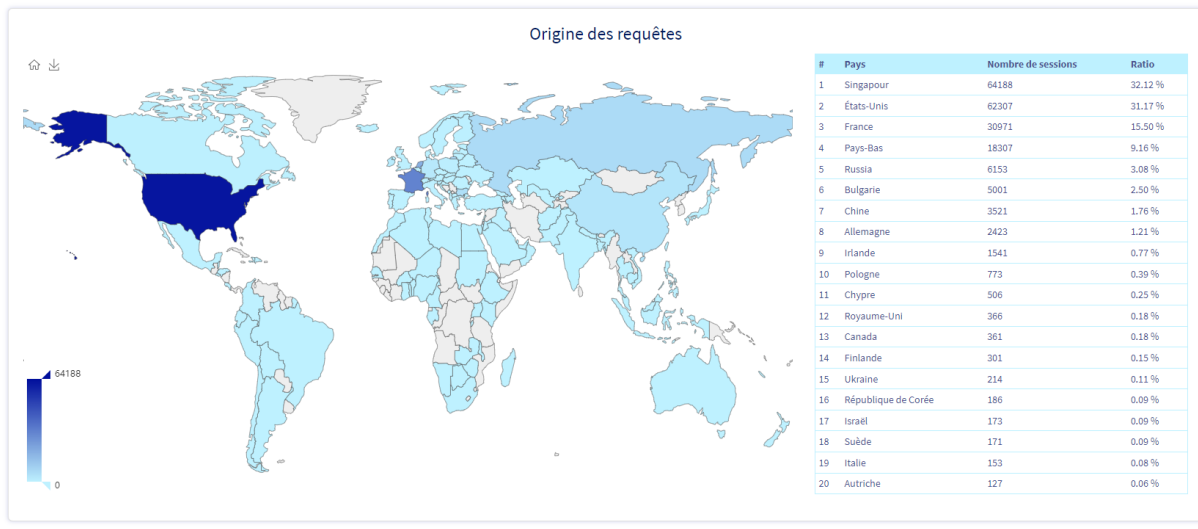 Origine des requêtes
# Pays Nombre de sessions Ratio
1 Singapour 64188 32.12 %
2 États-Unis 62307 31.17 %
3 France 30971 15.50 %
4 Pays-Bas 18307 9.16 %
5 Russia 6153 3.08 %
6 Bulgarie 5001 2.50 %
7 Chine 3521 1.76 %
8 Allemagne 2423 1.21 %
9 Irlande 1541 0.77 %
10 Pologne 773 0.39 %
11 Chypre 506 0.25 %
12 Royaume-Uni 366 0.18 %
13 Canada 361 0.18 %
14 Finlande 301 0.15 %
15 Ukraine 214 0.11 %
16 République de Corée 186 0.09 %
17 Israël 173 0.09 %
18 Suède 171 0.09 %
19 Italie 153 0.08 %
20 Autriche 127 0.06 %
64188
0